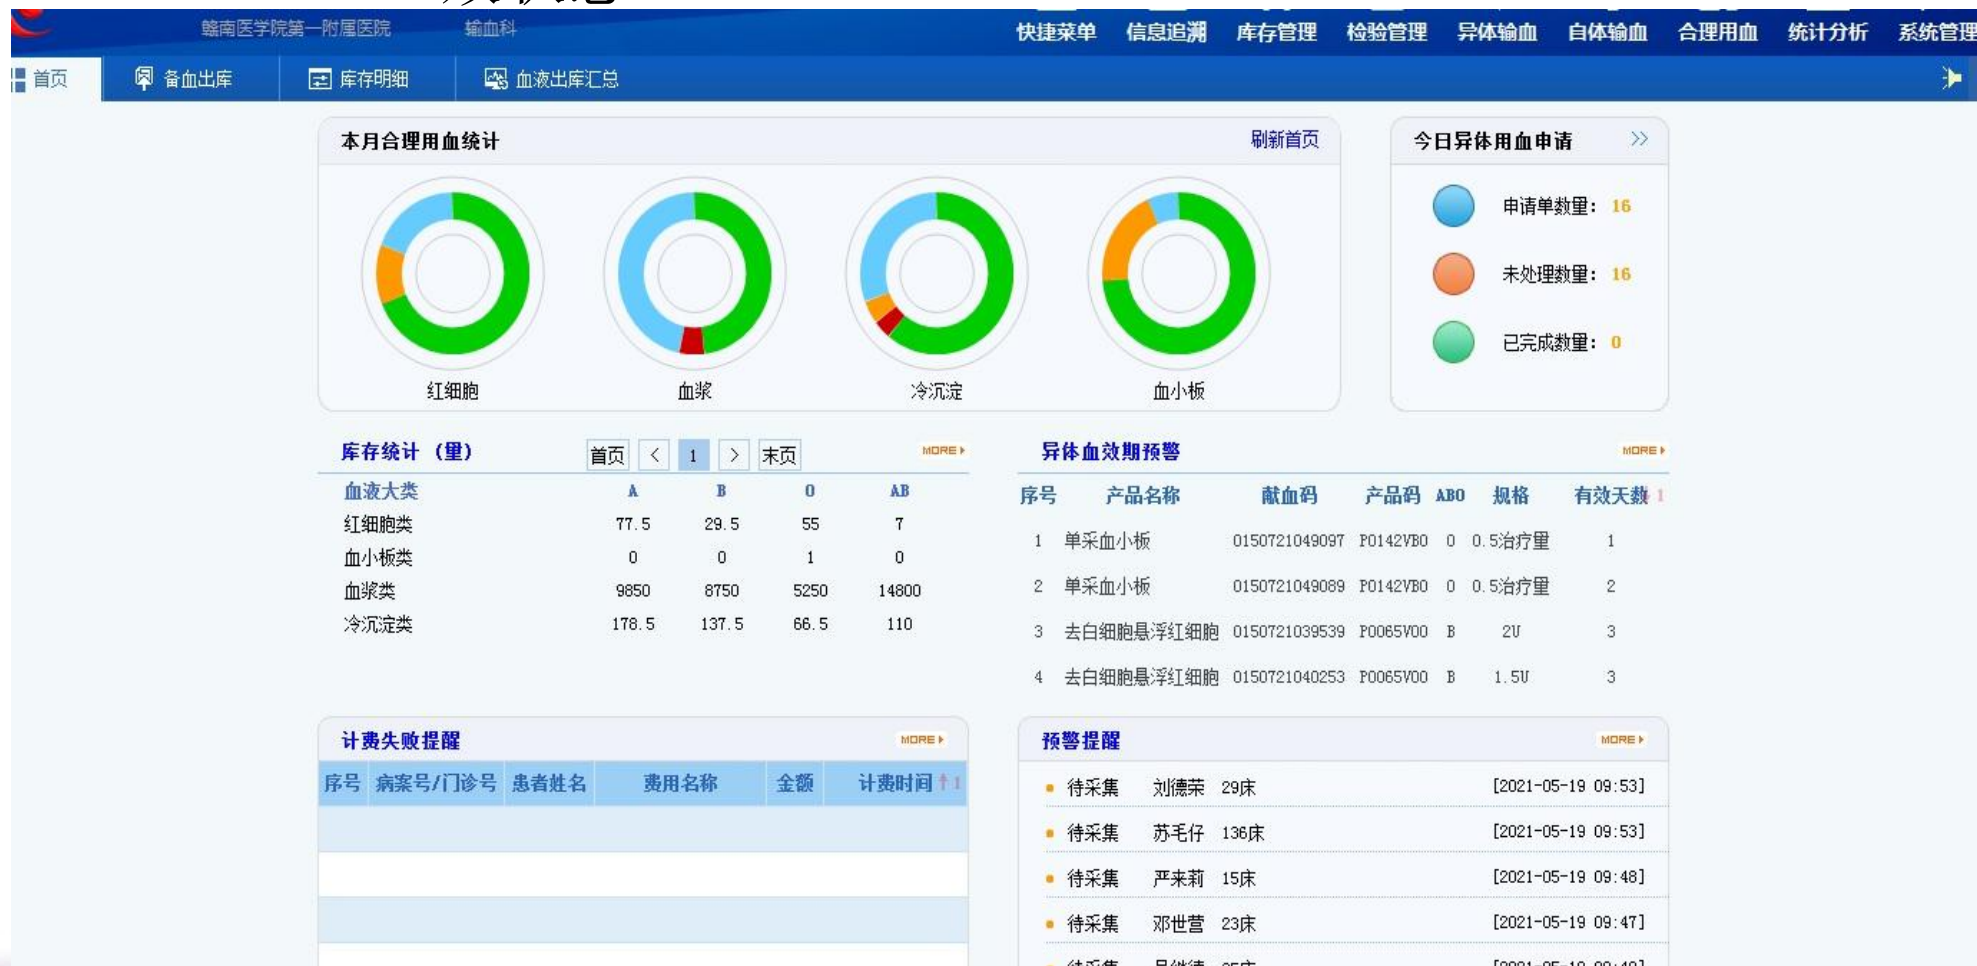 赣南医学院第一附属医院 输血科 快捷菜单 信息追溯 库存管理 检验管理 异体输血 自体输血 合理用血 统计分析 系统管理
首页 备血出库 库存明细 血液出库汇总
本月合理用血统计 刷新首页
红细胞 血浆 冷沉淀 血小板
今日异体用血申请 >>
申请单数量: 16
未处理数量: 16
已完成数量: 0
库存统计 (量) 首页 < 1 > 末页 MORE
血液大类 A B O AB
红细胞类 77.5 29.5 55 7
血小板类 0 0 1 0
血浆类 9850 8750 5250 14800
冷沉淀类 178.5 137.5 66.5 110
异体血效期预警 MORE
序号 产品名称 献血码 产品码 ABO 规格 有效天数 1
1 单采血小板 0150721049097 P0142VB0 O 0.5治疗量 1
2 单采血小板 0150721049089 P0142VB0 O 0.5治疗量 2
3 去白细胞悬浮红细胞 0150721039539 P0065V00 B 2U 3
4 去白细胞悬浮红细胞 0150721040253 P0065V00 B 1.5U 3
计费失败提醒 MORE
序号 病案号/门诊号 患者姓名 费用名称 金额 计费时间 1
预警提醒 MORE
待采集 刘德荣 29床 [2021-05-19 09:53]
待采集 苏毛仔 136床 [2021-05-19 09:53]
待采集 严来莉 15床 [2021-05-19 09:48]
待采集 邓世营 23床 [2021-05-19 09:47]